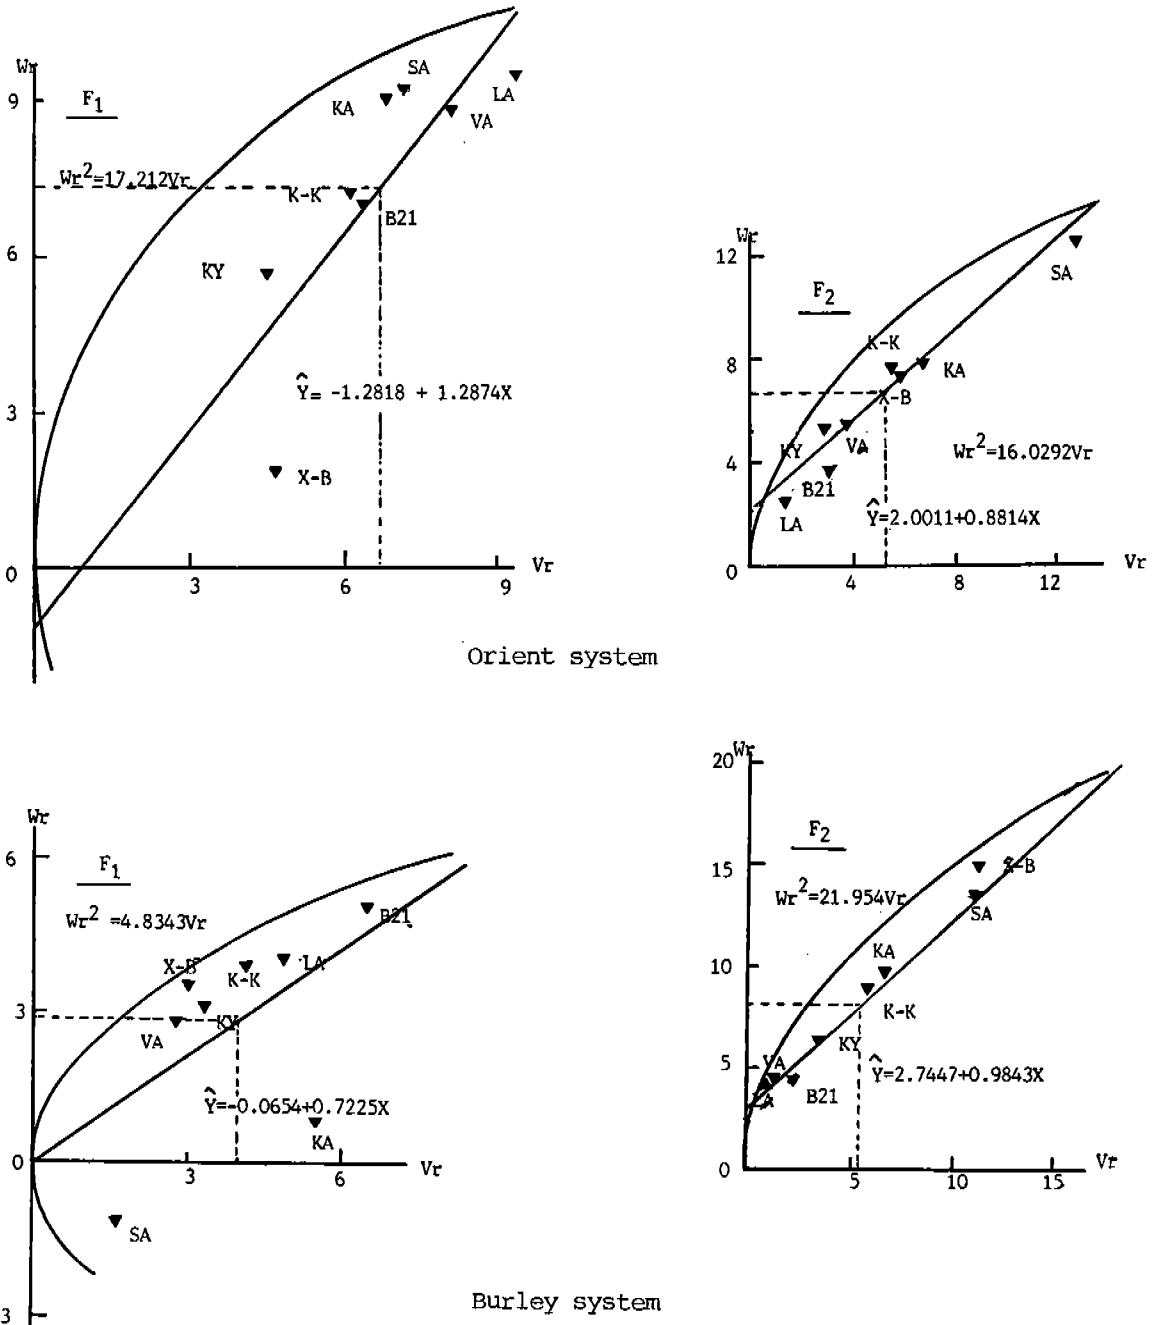 Wr
F1
SA
LA
9
KA
VA
Wr²=17.212Vr
K-K
B21
6
KY
Ŷ= -1.2818 + 1.2874X
3
X-B
0
3
6
9
Vr
Wr
12
F2
SA
K-K
8
KA
X-B
KY
VA
Wr²=16.0292Vr
4
B21
LA
Ŷ=2.0011+0.8814X
0
4
8
12
Vr
Orient system
Wr
6
F1
Wr² =4.8343Vr
B21
X-B
K-K
LA
3
KY
VA
Ŷ=-0.0654+0.7225X
KA
0
3
6
Vr
SA
3
20
Wr
F2
15
X-B
Wr²=21.954Vr
SA
KA
10
K-K
KY
5
VA
Ŷ=2.7447+0.9843X
B21
0
5
10
15
Vr
Burley system